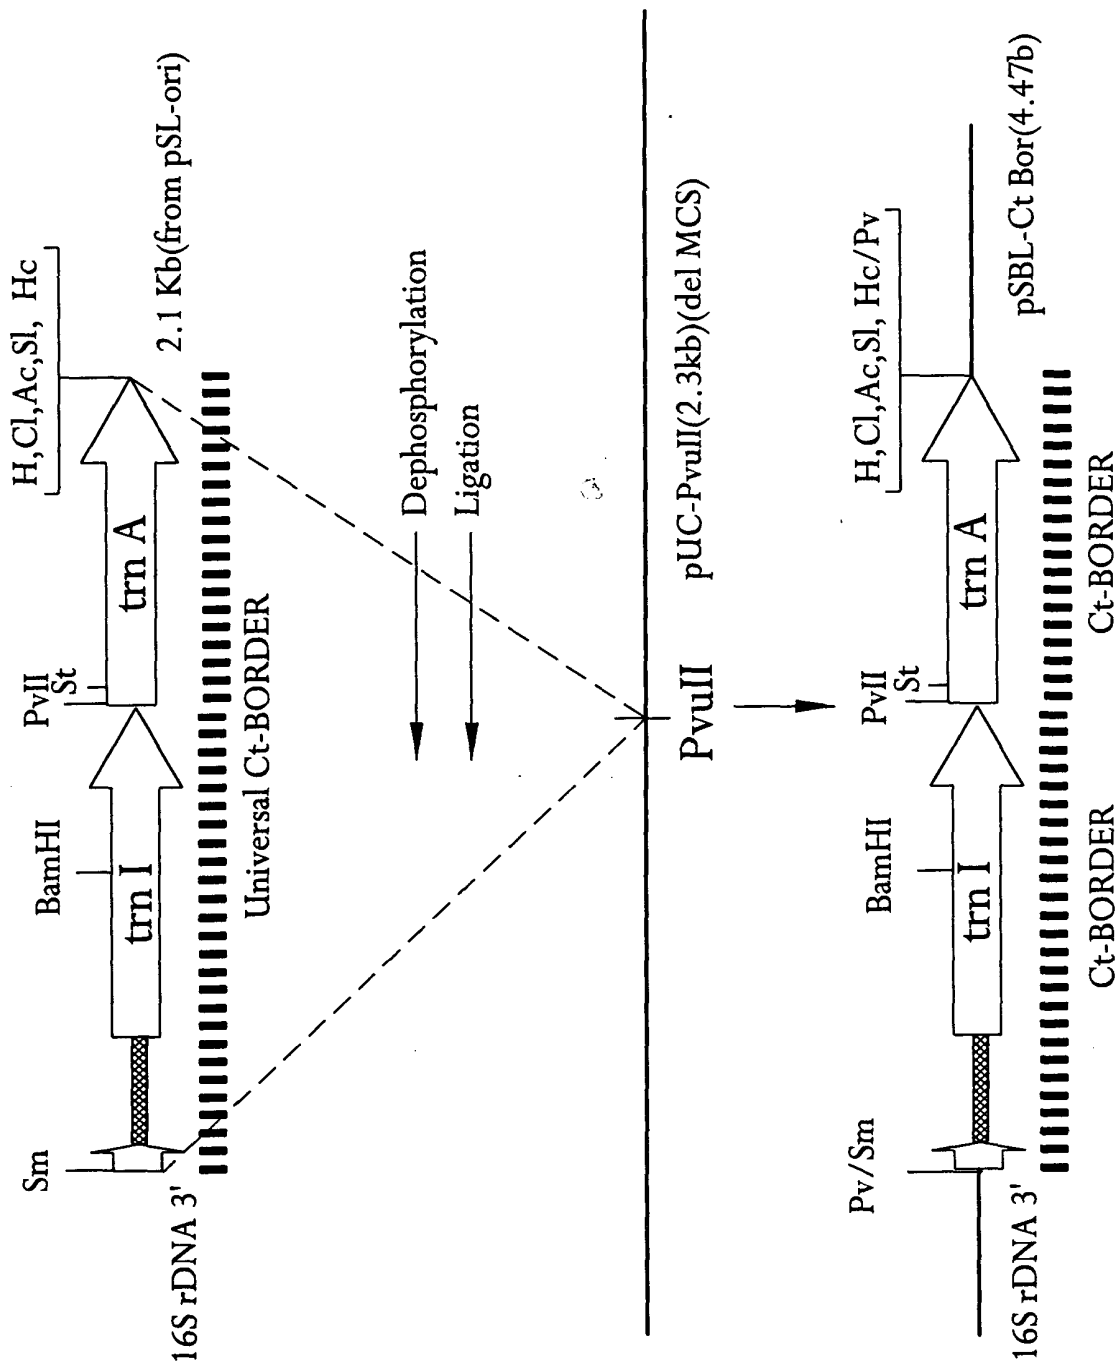 Sm
BamHI
PvII
St
H,Cl,Ac,Sl, Hc
trn I
trn A
16S rDNA 3'
2.1 Kb(from pSL-ori)
Universal Ct-BORDER
Dephosphorylation
Ligation
PvuII
pUC-PvuII(2.3kb)(del MCS)
Pv/Sm
BamHI
PvII
St
H,Cl,Ac,Sl, Hc/Pv
trn I
trn A
16S rDNA 3'
pSBL-Ct Bor(4.47b)
Ct-BORDER
Ct-BORDER